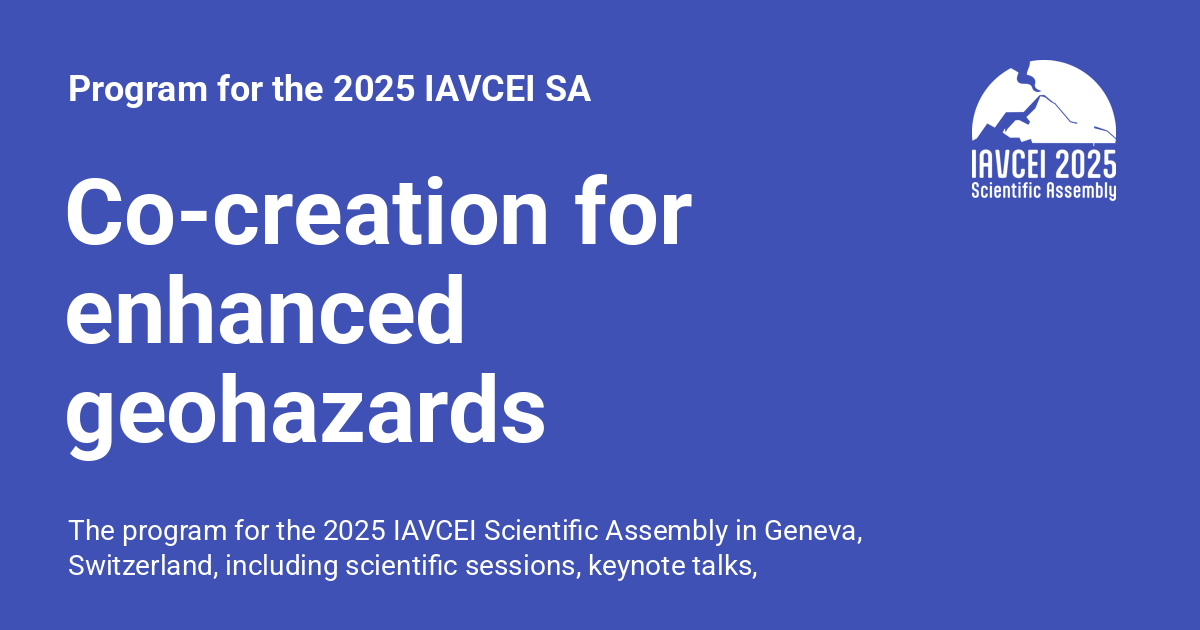 Program for the 2025 IAVCEI SA
IAVCEI 2025
Scientific Assembly
Co-creation for
enhanced
geohazards
The program for the 2025 IAVCEI Scientific Assembly in Geneva,
Switzerland, including scientific sessions, keynote talks,